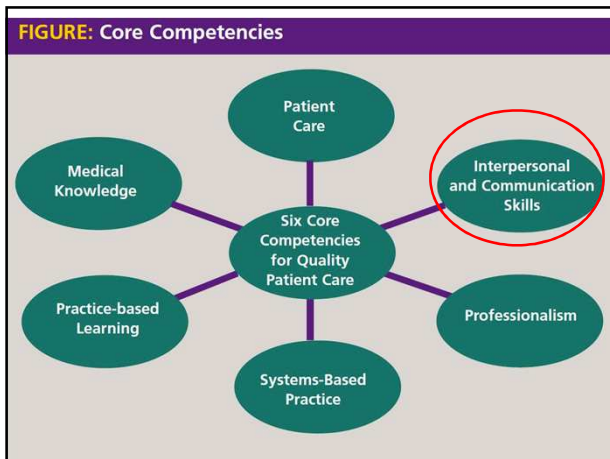 FIGURE: Core Competencies
Patient
Care
Medical
Knowledge
Interpersonal
and Communication
Skills
Six Core
Competencies
for Quality
Patient Care
Practice-based
Learning
Professionalism
Systems-Based
Practice